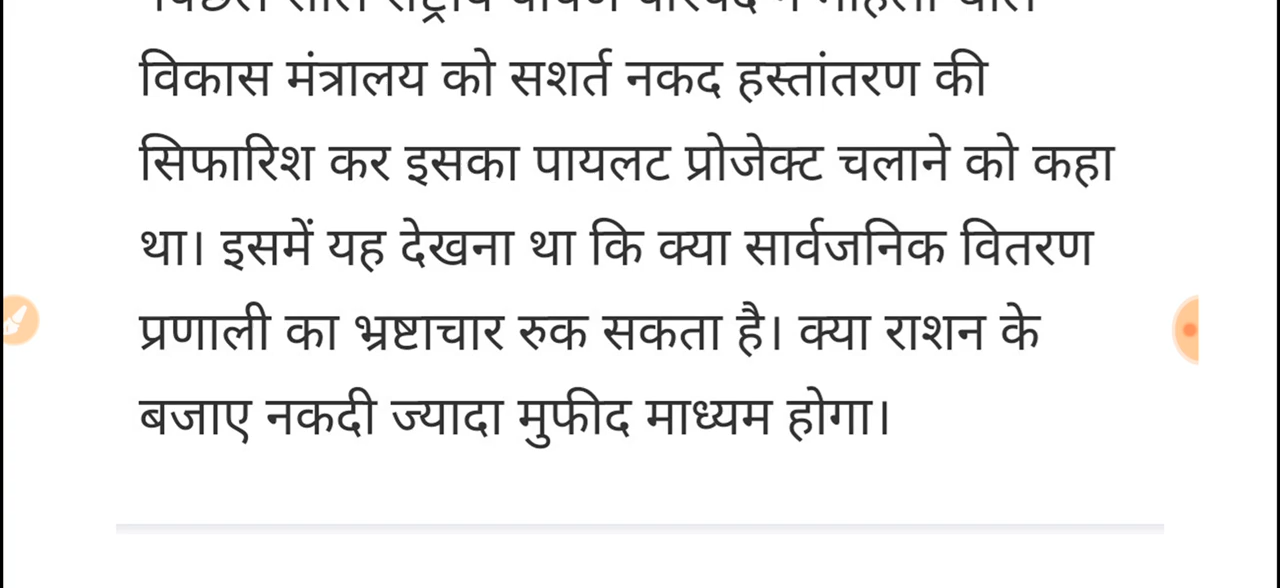 विकास मंत्रालय को सशर्त नकद हस्तांतरण की
सिफारिश कर इसका पायलट प्रोजेक्ट चलाने को कहा
था। इसमें यह देखना था कि क्या सार्वजनिक वितरण
प्रणाली का भ्रष्टाचार रुक सकता है। क्या राशन के
बजाए नकदी ज्यादा मुफीद माध्यम होगा।